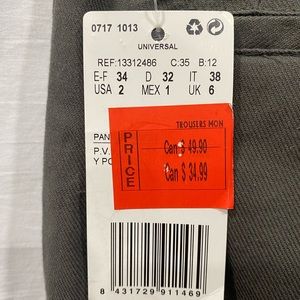 0717 1013
UNIVERSAL
REF:13312486 C:35 B:12
E-F 34 D 32 IT 38
USA 2 MEX 1 UK 6
TROUSERS MON
PAN
PRICE
Can $ 49.90
P.V.
Y PO
Can $ 34.99
8 431729 911469